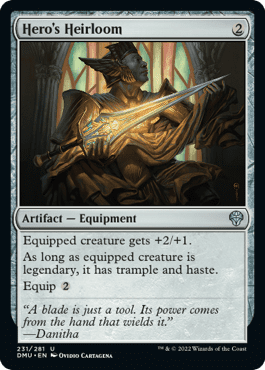 Hero's Heirloom 2
Artifact — Equipment
Equipped creature gets +2/+1.
As long as equipped creature is
legendary, it has trample and haste.
Equip 2
"A blade is just a tool. Its power comes
from the hand that wields it."
—Danitha
231/281 U
DMU • EN Ovidio Cartagena
™ & © 2022 Wizards of the Coast